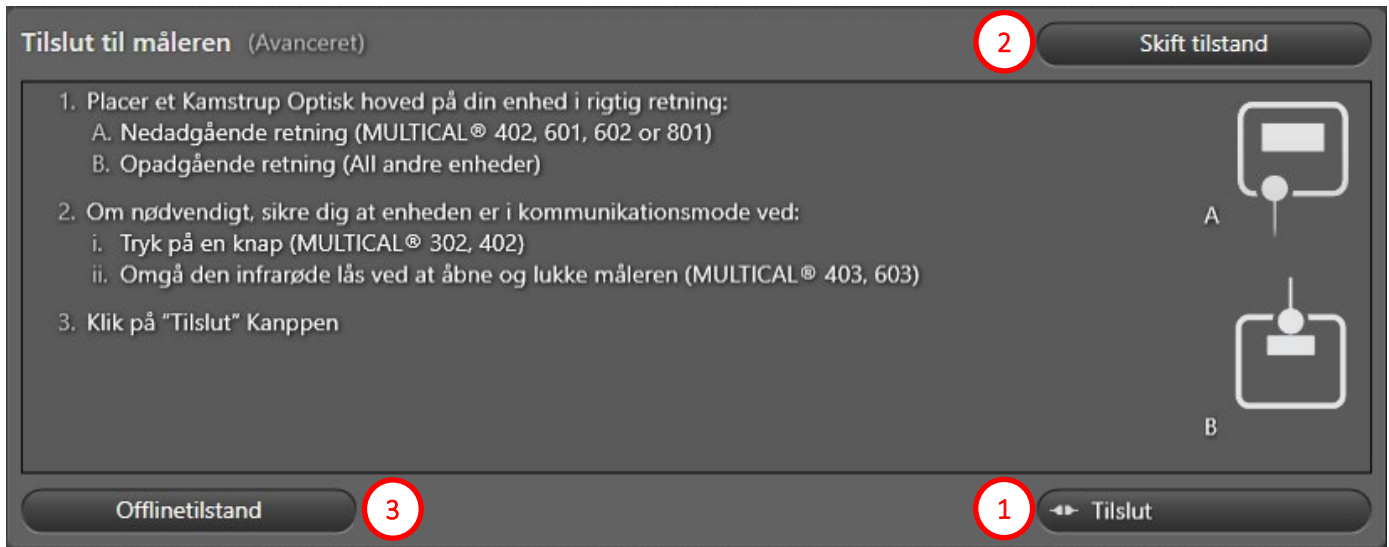 Tilslut til måleren (Avanceret)
2
Skift tilstand
1. Placer et Kamstrup Optisk hoved på din enhed i rigtig retning:
A. Nedadgående retning (MULTICAL® 402, 601, 602 or 801)
B. Opadgående retning (All andre enheder)
2. Om nødvendigt, sikre dig at enheden er i kommunikationsmode ved:
i. Tryk på en knap (MULTICAL® 302, 402)
ii. Omgå den infrarøde lås ved at åbne og lukke måleren (MULTICAL® 403, 603)
3. Klik på "Tilslut" Kanppen
A
B
Offlinetilstand
3
1
Tilslut